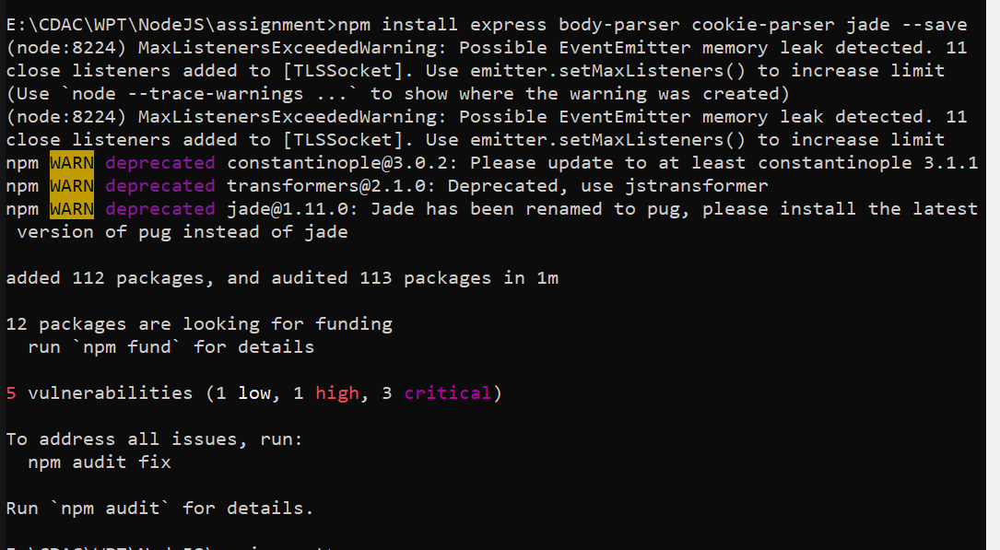 E:\CDAC\WPT\NodeJS\assignment>npm install express body-parser cookie-parser jade --save
(node:8224) MaxListenersExceededWarning: Possible EventEmitter memory leak detected. 11
close listeners added to [TLSSocket]. Use emitter.setMaxListeners() to increase limit
(Use `node --trace-warnings ...` to show where the warning was created)
(node:8224) MaxListenersExceededWarning: Possible EventEmitter memory leak detected. 11
close listeners added to [TLSSocket]. Use emitter.setMaxListeners() to increase limit
npm WARN deprecated constantinople@3.0.2: Please update to at least constantinople 3.1.1
npm WARN deprecated transformers@2.1.0: Deprecated, use jstransformer
npm WARN deprecated jade@1.11.0: Jade has been renamed to pug, please install the latest
 version of pug instead of jade
added 112 packages, and audited 113 packages in 1m
12 packages are looking for funding
  run `npm fund` for details
5 vulnerabilities (1 low, 1 high, 3 critical)
To address all issues, run:
  npm audit fix
Run `npm audit` for details.